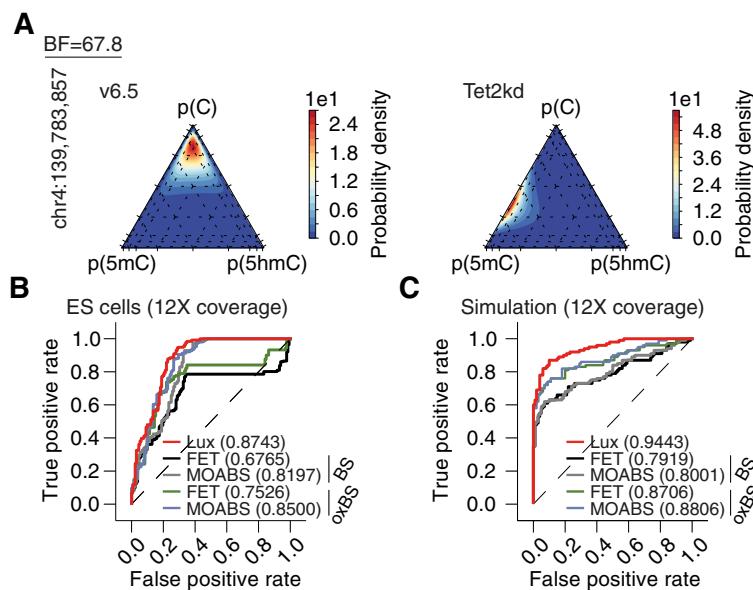 A
BF=67.8
chr4:139,783,857
v6.5
p(C)
p(5mC) p(5hmC)
1e1
2.4
1.8
1.2
0.6
0.0
Probability density
Tet2kd
p(C)
p(5mC) p(5hmC)
1e1
4.8
3.6
2.4
1.2
0.0
Probability density
B
ES cells (12X coverage)
True positive rate
1.0
0.8
0.6
0.4
0.2
0.0
Lux (0.8743)
FET (0.6765)
MOABS (0.8197)
BS
FET (0.7526)
MOABS (0.8500)
oxBS
0.0 0.2 0.4 0.6 0.8 1.0
False positive rate
C
Simulation (12X coverage)
True positive rate
1.0
0.8
0.6
0.4
0.2
0.0
Lux (0.9443)
FET (0.7919)
MOABS (0.8001)
BS
FET (0.8706)
MOABS (0.8806)
oxBS
0.0 0.2 0.4 0.6 0.8 1.0
False positive rate